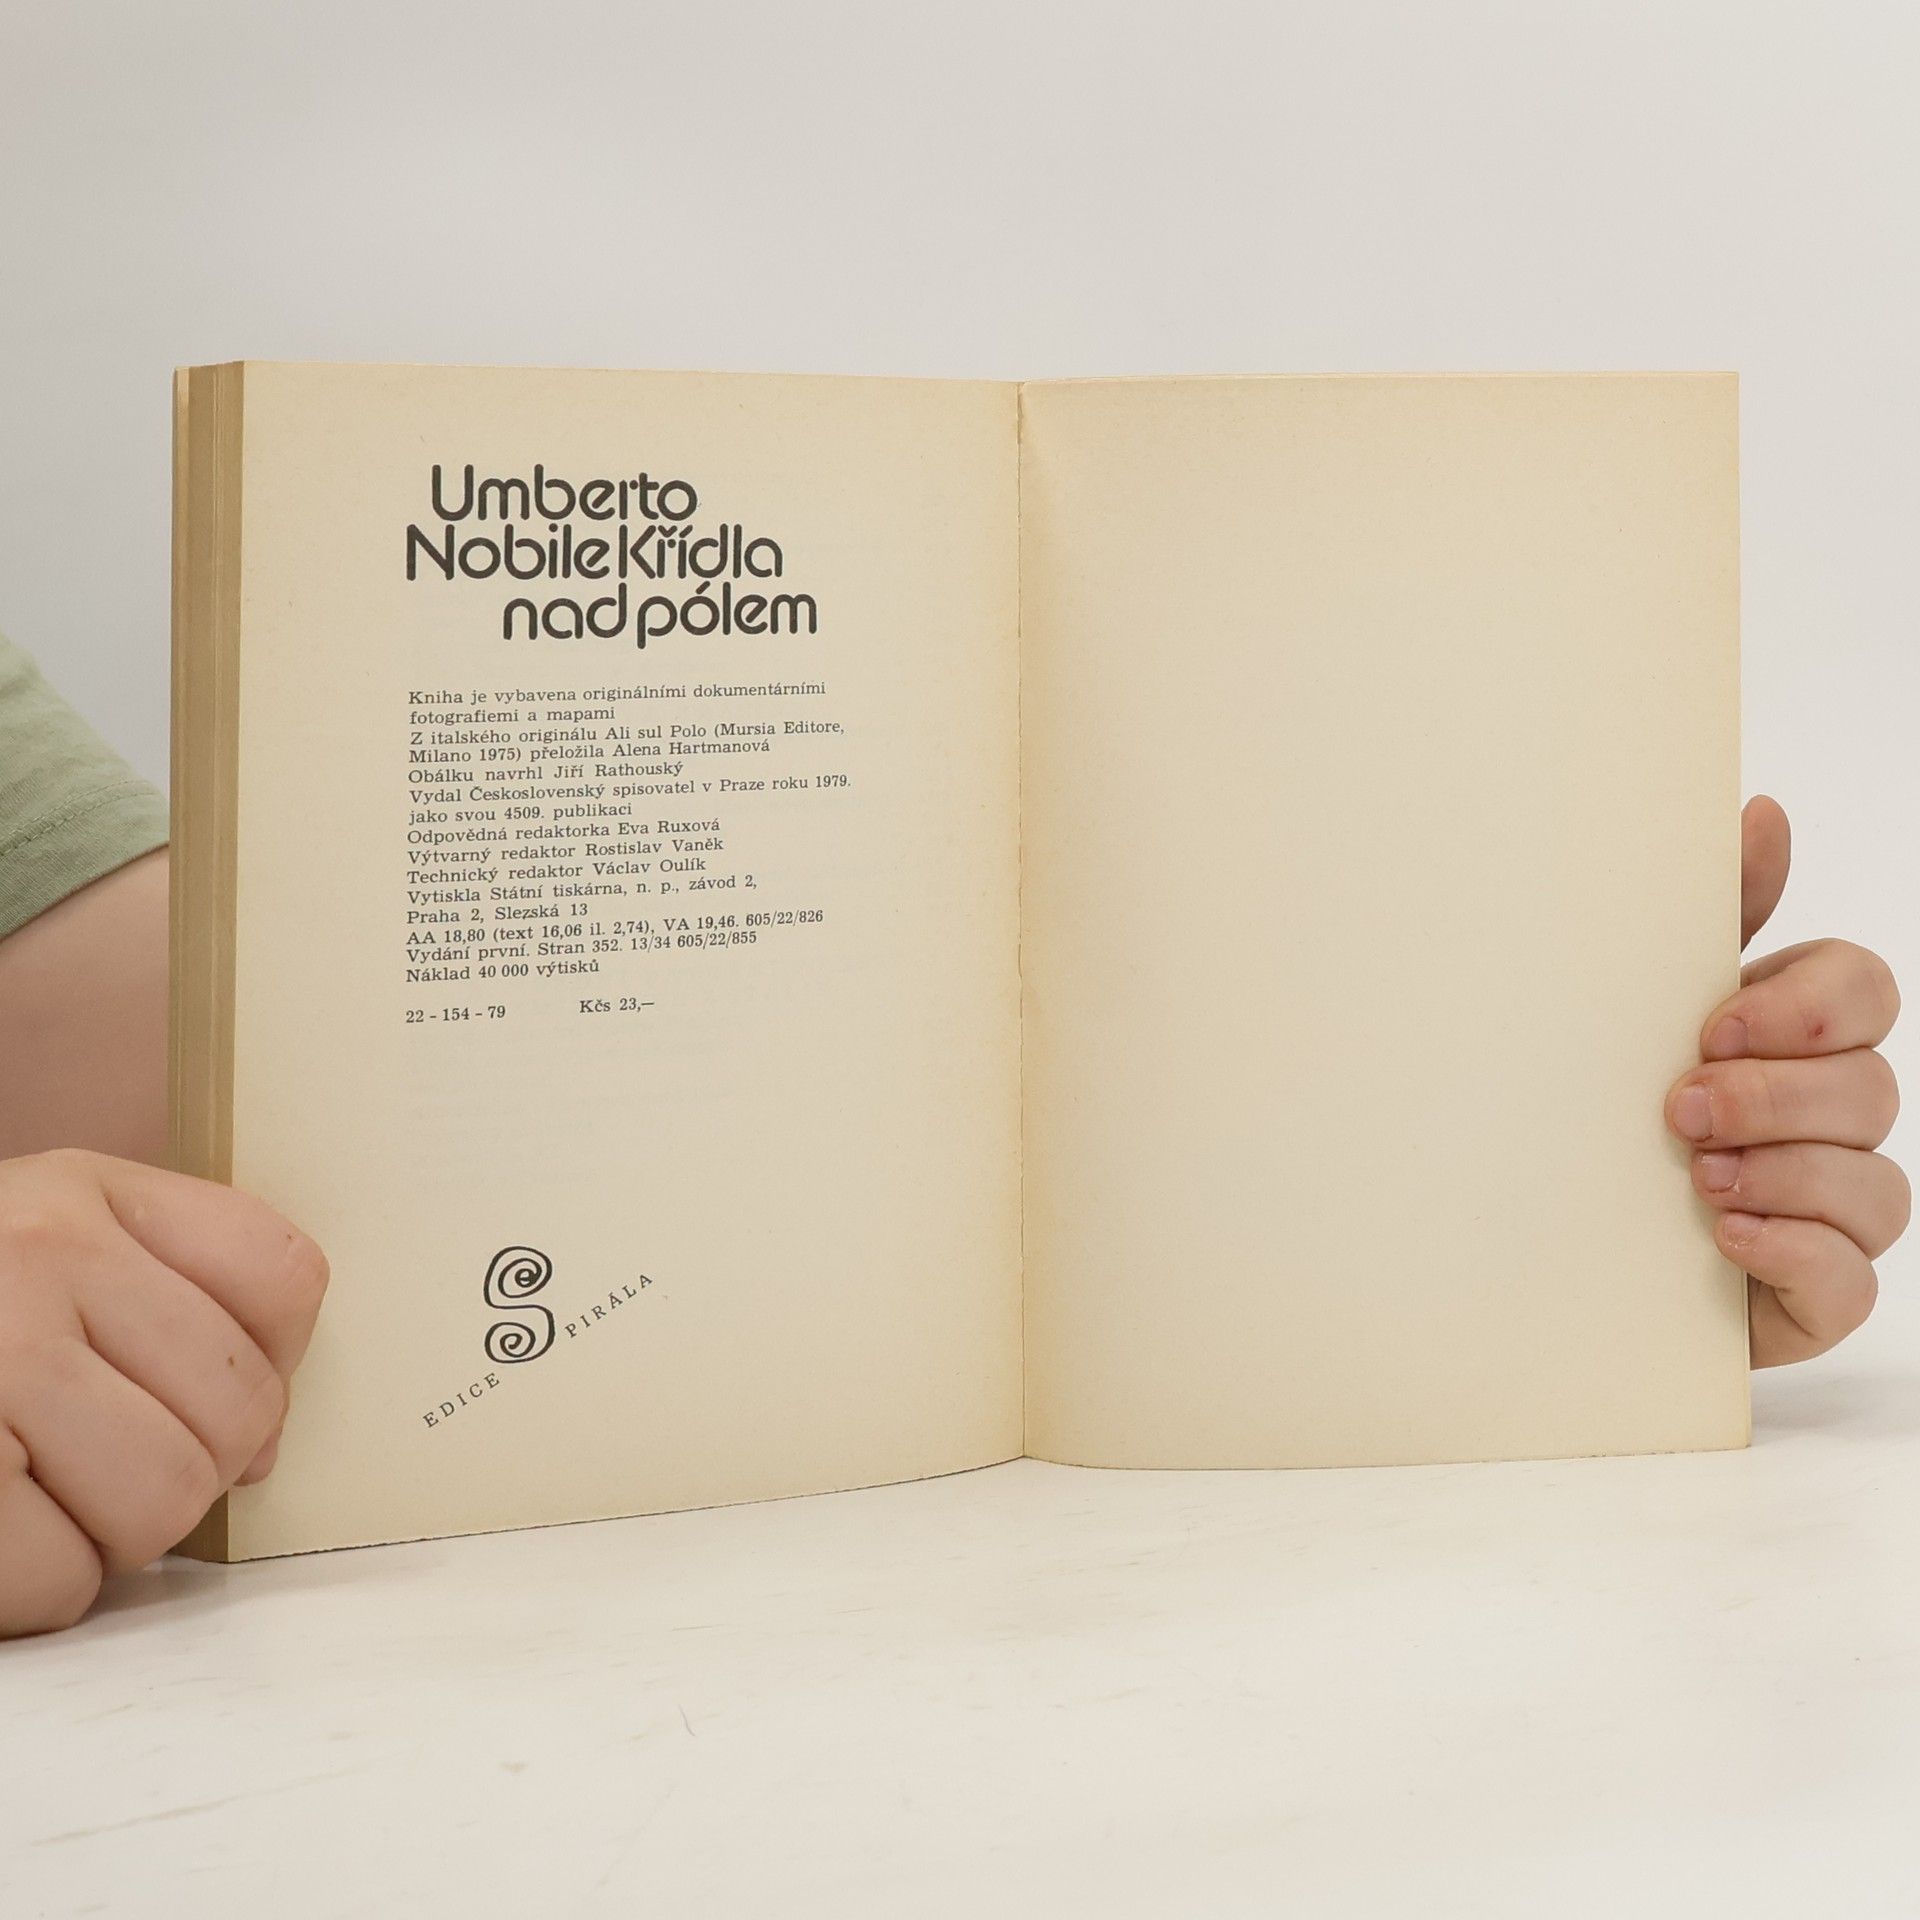 Umberto
Nobile Křídla
nad pólem
Kniha je vybavena originálními dokumentárními
fotografiemi a mapami
Z italského originálu Ali sul Polo (Mursia Editore,
Milano 1975) přeložila Alena Hartmanová
Obálku navrhl Jiří Rathouský
Vydal Československý spisovatel v Praze roku 1979.
jako svou 4509. publikaci
Odpovědná redaktorka Eva Ruxová
Výtvarný redaktor Rostislav Vaněk
Technický redaktor Václav Oulík
Vytiskla Státní tiskárna, n. p., závod 2,
Praha 2, Slezská 13
AA 18,80 (text 16,06 il. 2,74), VA 19,46. 605/22/826
Vydání první. Stran 352. 13/34 605/22/855
Náklad 40 000 výtisků
22 - 154 - 79 Kčs 23,—
EDICE SPIRÁLA